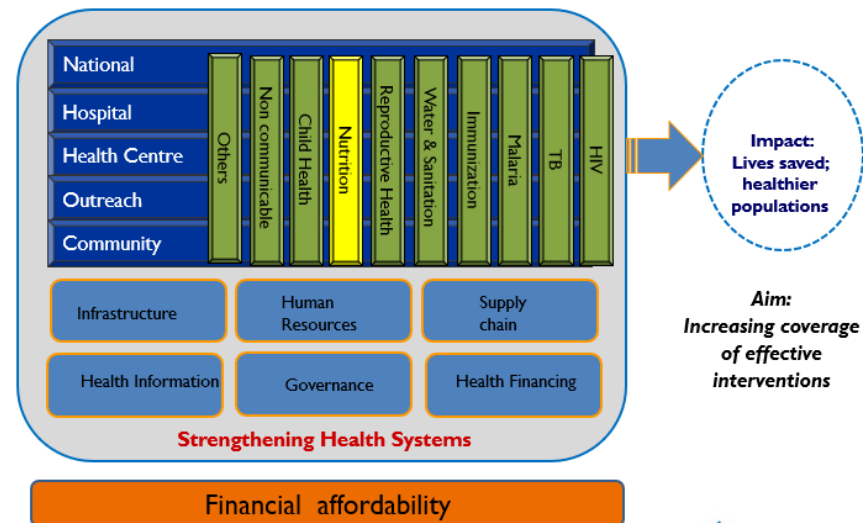 National
Hospital
Health Centre
Outreach
Community
Others
Non communicable
Child Health
Nutrition
Reproductive Health
Water & Sanitation
Immunization
Malaria
TB
HIV
Impact:
Lives saved;
healthier
populations
Infrastructure
Human
Resources
Supply
chain
Health Information
Governance
Health Financing
Aim:
Increasing coverage
of effective
interventions
Strengthening Health Systems
Financial affordability